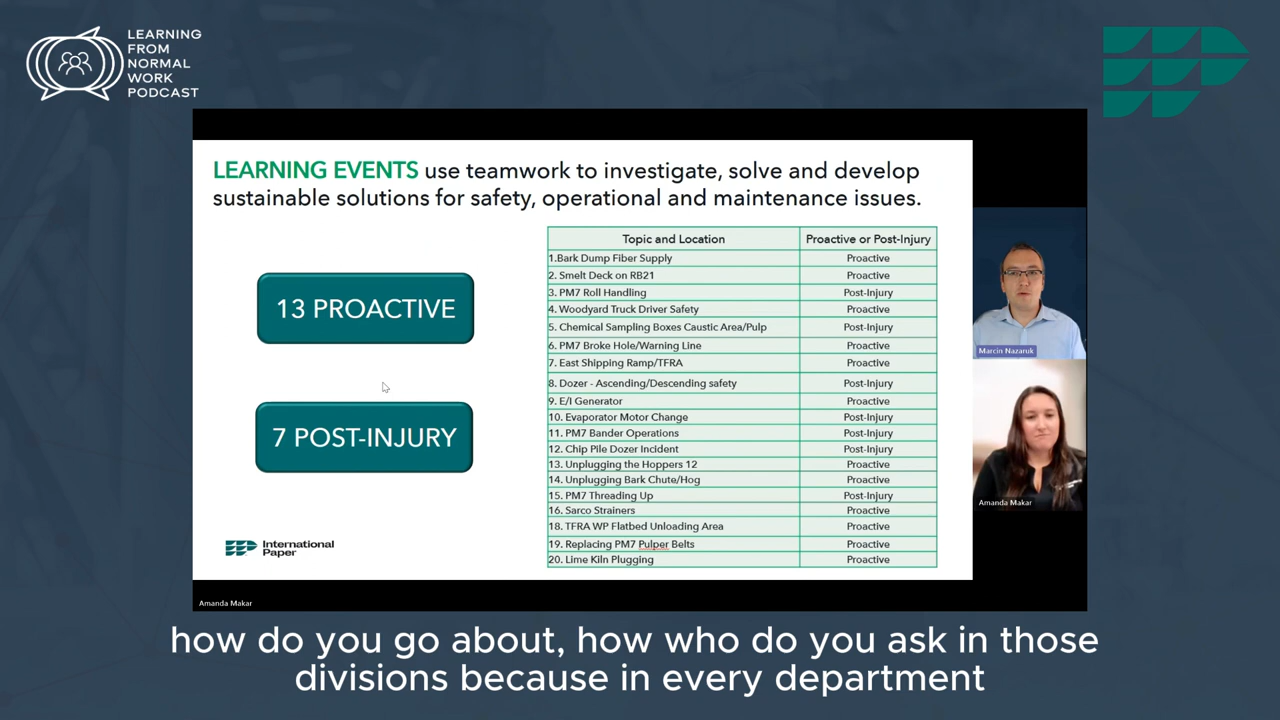 LEARNING
FROM
NORMAL
WORK
PODCAST
LEARNING EVENTS use teamwork to investigate, solve and develop
sustainable solutions for safety, operational and maintenance issues.
13 PROACTIVE
7 POST-INJURY
International
Paper
Topic and Location Proactive or Post-Injury
1.Bark Dump Fiber Supply Proactive
2. Smelt Deck on RB21 Proactive
3. PM7 Roll Handling Post-Injury
4. Woodyard Truck Driver Safety Proactive
5. Chemical Sampling Boxes Caustic Area/Pulp Post-Injury
6. PM7 Broke Hole/Warning Line Proactive
7. East Shipping Ramp/TFRA Proactive
8. Dozer - Ascending/Descending safety Post-Injury
9. E/I Generator Proactive
10. Evaporator Motor Change Post-Injury
11. PM7 Bander Operations Post-Injury
12. Chip Pile Dozer Incident Post-Injury
13. Unplugging the Hoppers 12 Proactive
14. Unplugging Bark Chute/Hog Proactive
15. PM7 Threading Up Post-Injury
16. Sarco Strainers Proactive
18. TFRA WP Flatbed Unloading Area Proactive
19. Replacing PM7 Pulper Belts Proactive
20. Lime Kiln Plugging Proactive
Marcin Nazaruk
Amanda Makar
Amanda Makar
how do you go about, how who do you ask in those
divisions because in every department